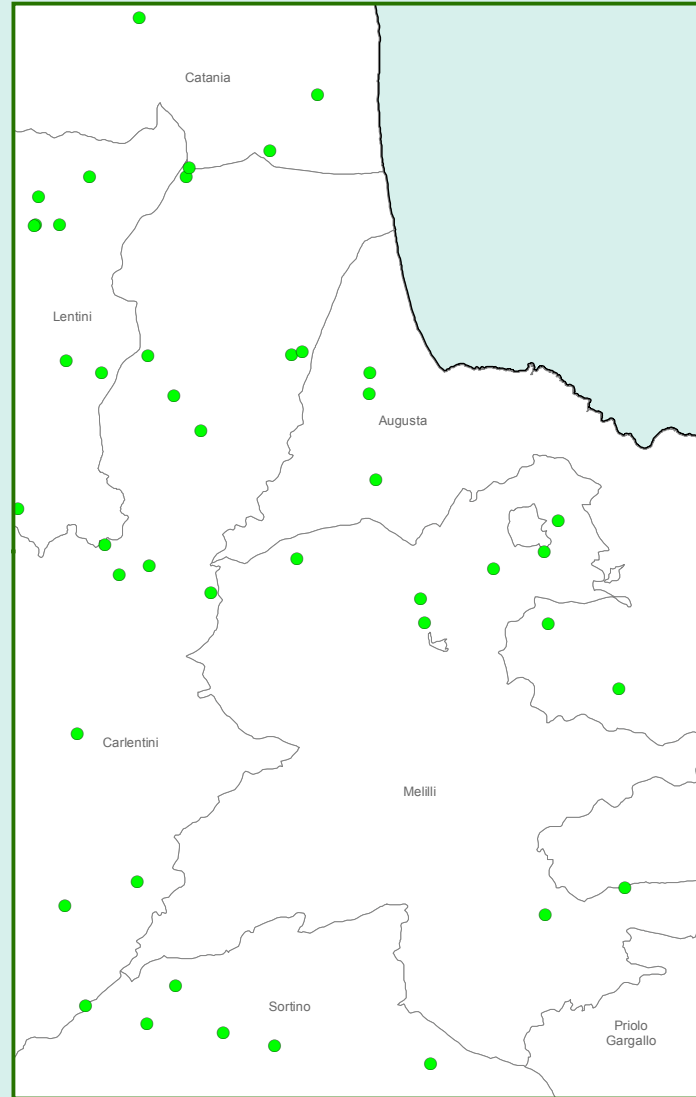 Catania
Lentini
Augusta
Carlentini
Melilli
Sortino
Priolo
Gargallo